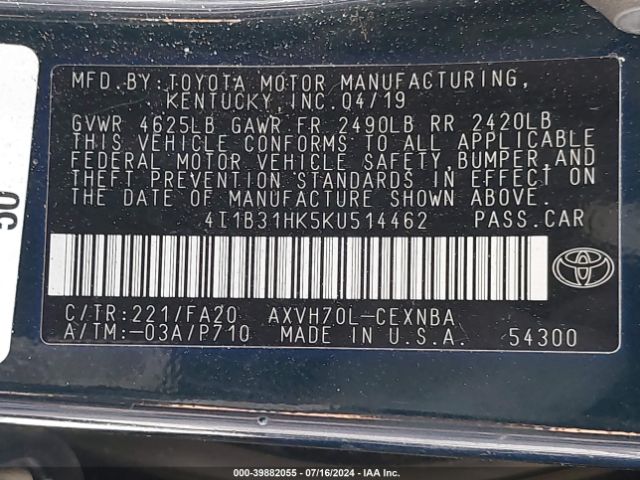 MFD. BY: TOYOTA MOTOR MANUFACTURING,
KENTUCKY, INC. 04/19
GVWR 4625LB GAWR FR 2490LB RR 2420LB
THIS VEHICLE CONFORMS TO ALL APPLICABLE
FEDERAL MOTOR VEHICLE SAFETY, BUMPER, AND
THEFT PREVENTION STANDARDS IN EFFECT ON
THE DATE OF MANUFACTURE SHOWN ABOVE.
4T1B31HK5KU514462 PASS.CAR
C/TR:221/FA20 AXVH70L-CEXNBA
A/TM:-03A/P710 MADE IN U.S.A. 54300
000-39882055 - 07/16/2024 - IAA Inc.